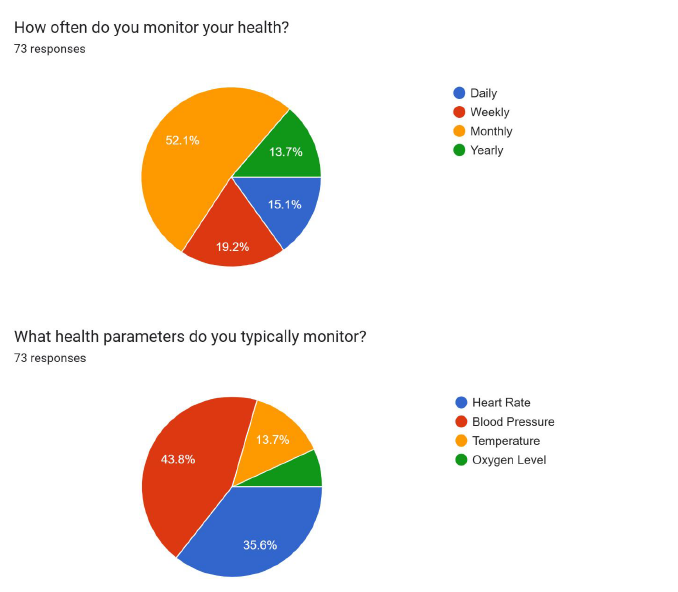 How often do you monitor your health?
73 responses
Daily
Weekly
Monthly
Yearly
52.1%
13.7%
15.1%
19.2%
What health parameters do you typically monitor?
73 responses
Heart Rate
Blood Pressure
Temperature
Oxygen Level
13.7%
43.8%
35.6%